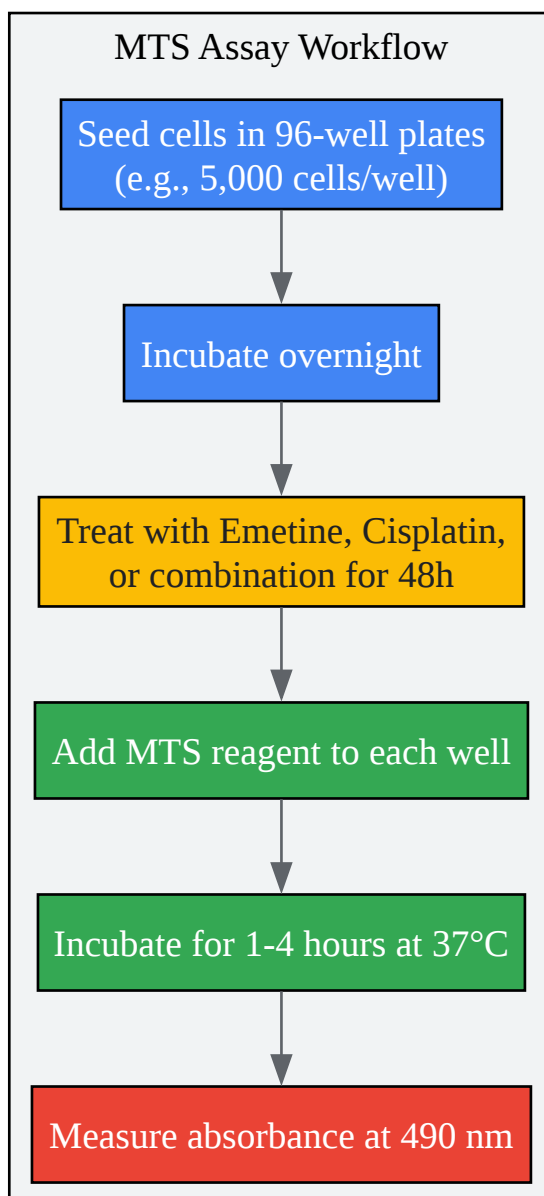 MTS Assay Workflow
Seed cells in 96-well plates
(e.g., 5,000 cells/well)
Incubate overnight
Treat with Emetine, Cisplatin,
or combination for 48h
Add MTS reagent to each well
Incubate for 1-4 hours at 37°C
Measure absorbance at 490 nm